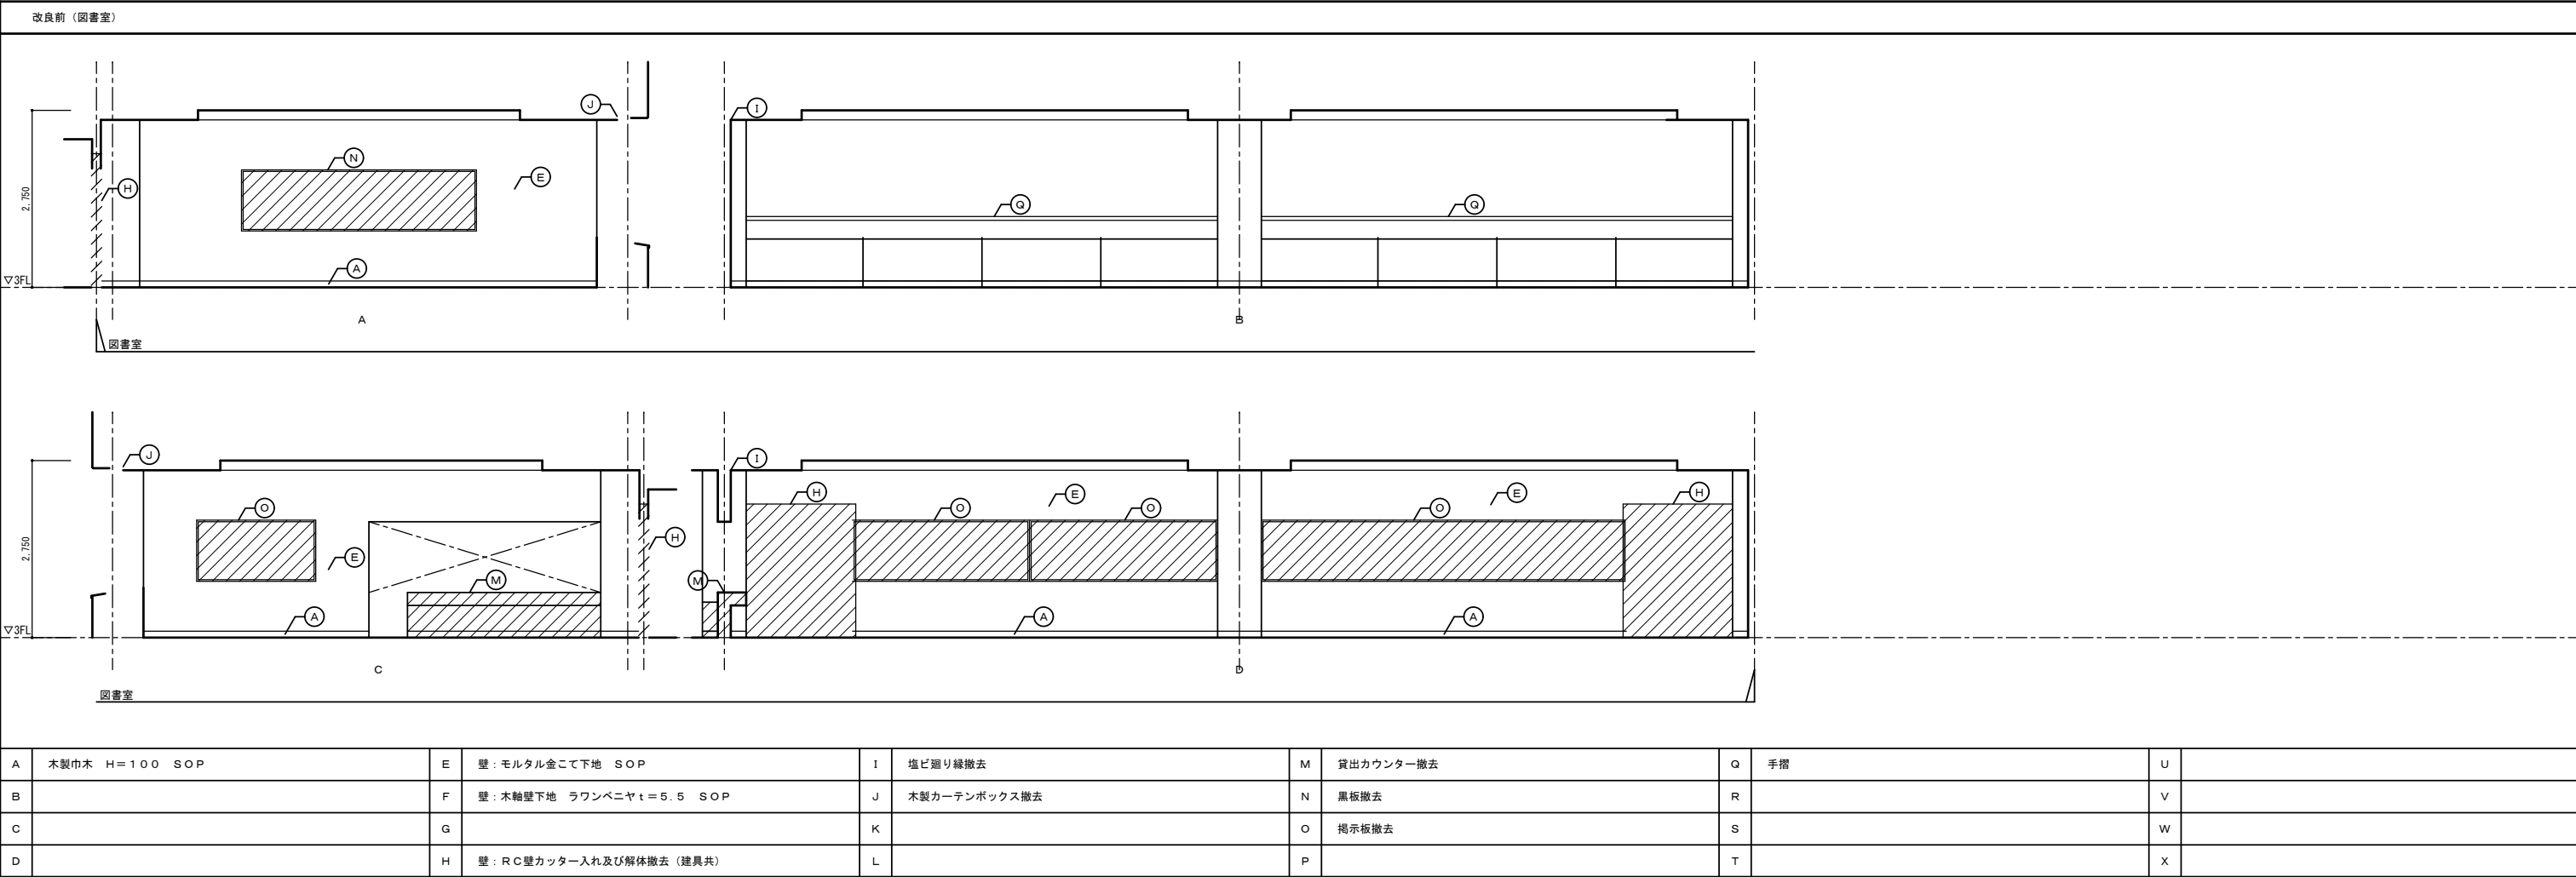 改良前（図書室）
J
I
N
E
H
Q
Q
2,750
A
▽3FL
A
B
図書室
J
I
O
H
O
E
O
O
E
H
2,750
E
H
M
M
A
A
A
▽3FL
C
D
図書室
A 木製巾木 H＝100 SOP E 壁：モルタル金こて下地 SOP I 塩ビ廻り縁撤去 M 貸出カウンター撤去 Q 手摺 U
B F 壁：木軸壁下地 ラワンベニヤｔ＝5.5 SOP J 木製カーテンボックス撤去 N 黒板撤去 R V
C G K O 掲示板撤去 S W
D H 壁：RC壁カッター入れ及び解体撤去（建具共） L P T X